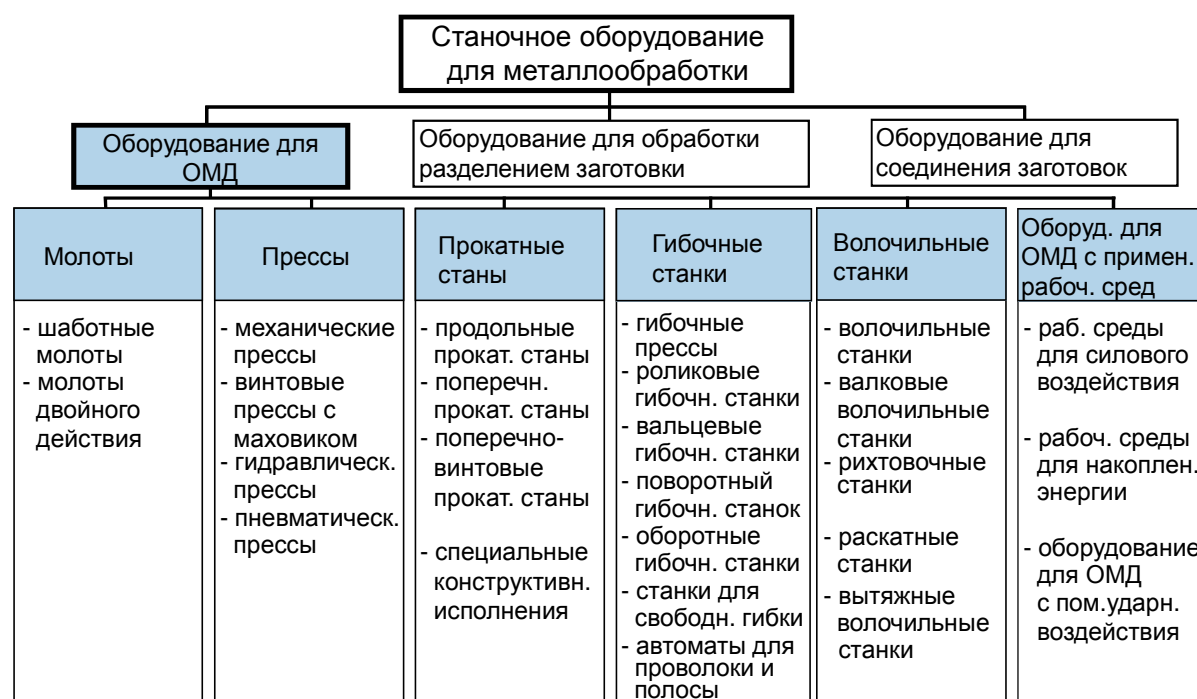 Станочное оборудование
для металлообработки
Оборудование для
ОМД
Оборудование для обработки
разделением заготовки
Оборудование для
соединения заготовок
Молоты
- шаботные
молоты
- молоты
двойного
действия
Прессы
- механические
прессы
- винтовые
прессы с
маховиком
- гидравлическ.
прессы
- пневматическ.
прессы
Прокатные
станы
- продольные
прокат. станы
- поперечн.
прокат. станы
- поперечно-
винтовые
прокат. станы
- специальные
конструктивн.
исполнения
Гибочные
станки
- гибочные
прессы
- роликовые
гибочн. станки
- вальцевые
гибочн. станки
- поворотный
гибочн. станок
- оборотные
гибочн. станки
- станки для
свободн. гибки
- автоматы для
проволоки и
полосы
Волочильные
станки
- волочильные
станки
- валковые
волочильные
станки
- рихтовочные
станки
- раскатные
станки
- вытяжные
волочильные
станки
Оборуд. для
ОМД с примен.
рабоч. сред
- раб. среды
для силового
воздействия
- рабоч. среды
для накоплен.
энергии
- оборудование
для ОМД
с пом.ударн.
воздействия